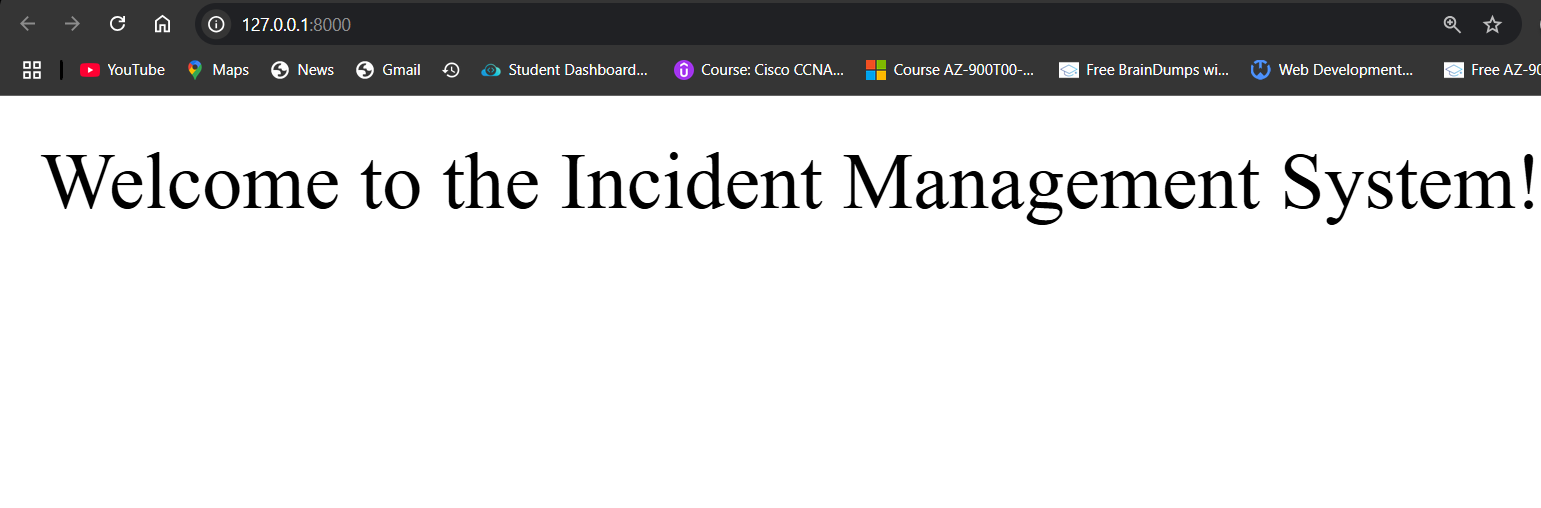 127.0.0.1:8000
YouTube Maps News Gmail Student Dashboard... Course: Cisco CCNA... Course AZ-900T00-... Free BrainDumps wi... Web Development... Free AZ-90
Welcome to the Incident Management System!